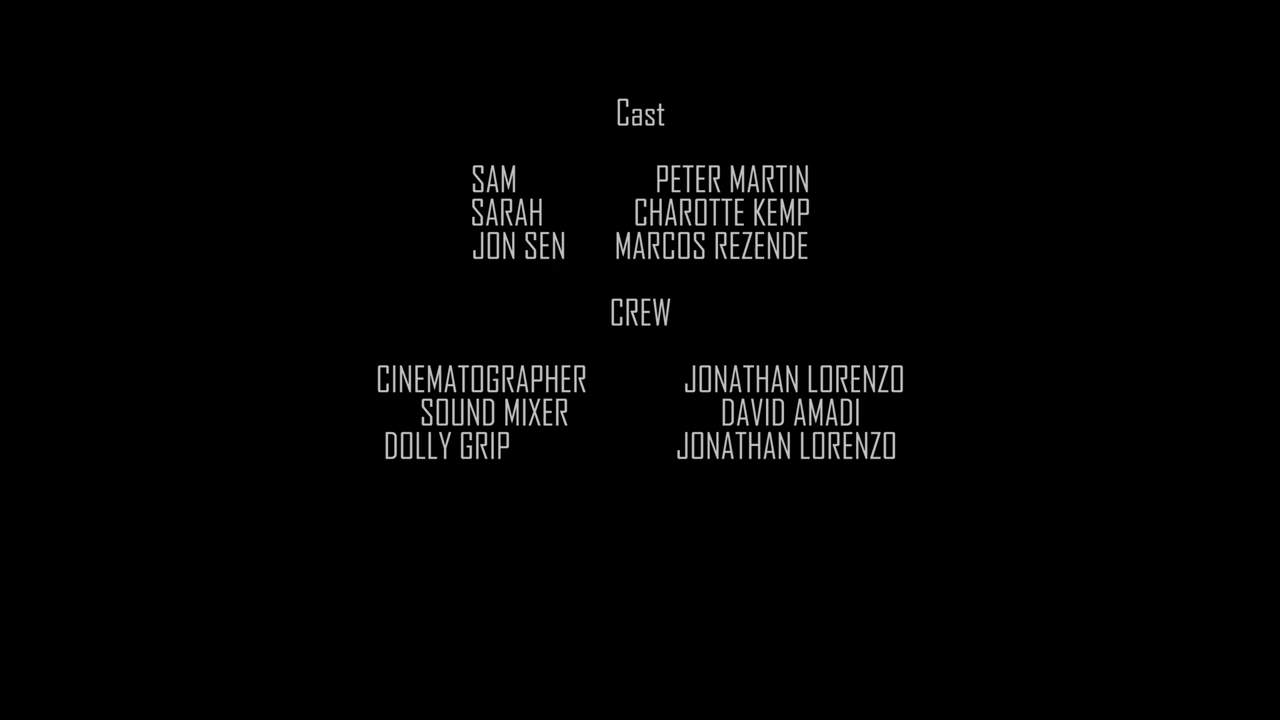 Cast
SAM PETER MARTIN
SARAH CHAROTTE KEMP
JON SEN MARCOS REZENDE
CREW
CINEMATOGRAPHER JONATHAN LORENZO
SOUND MIXER DAVID AMADI
DOLLY GRIP JONATHAN LORENZO